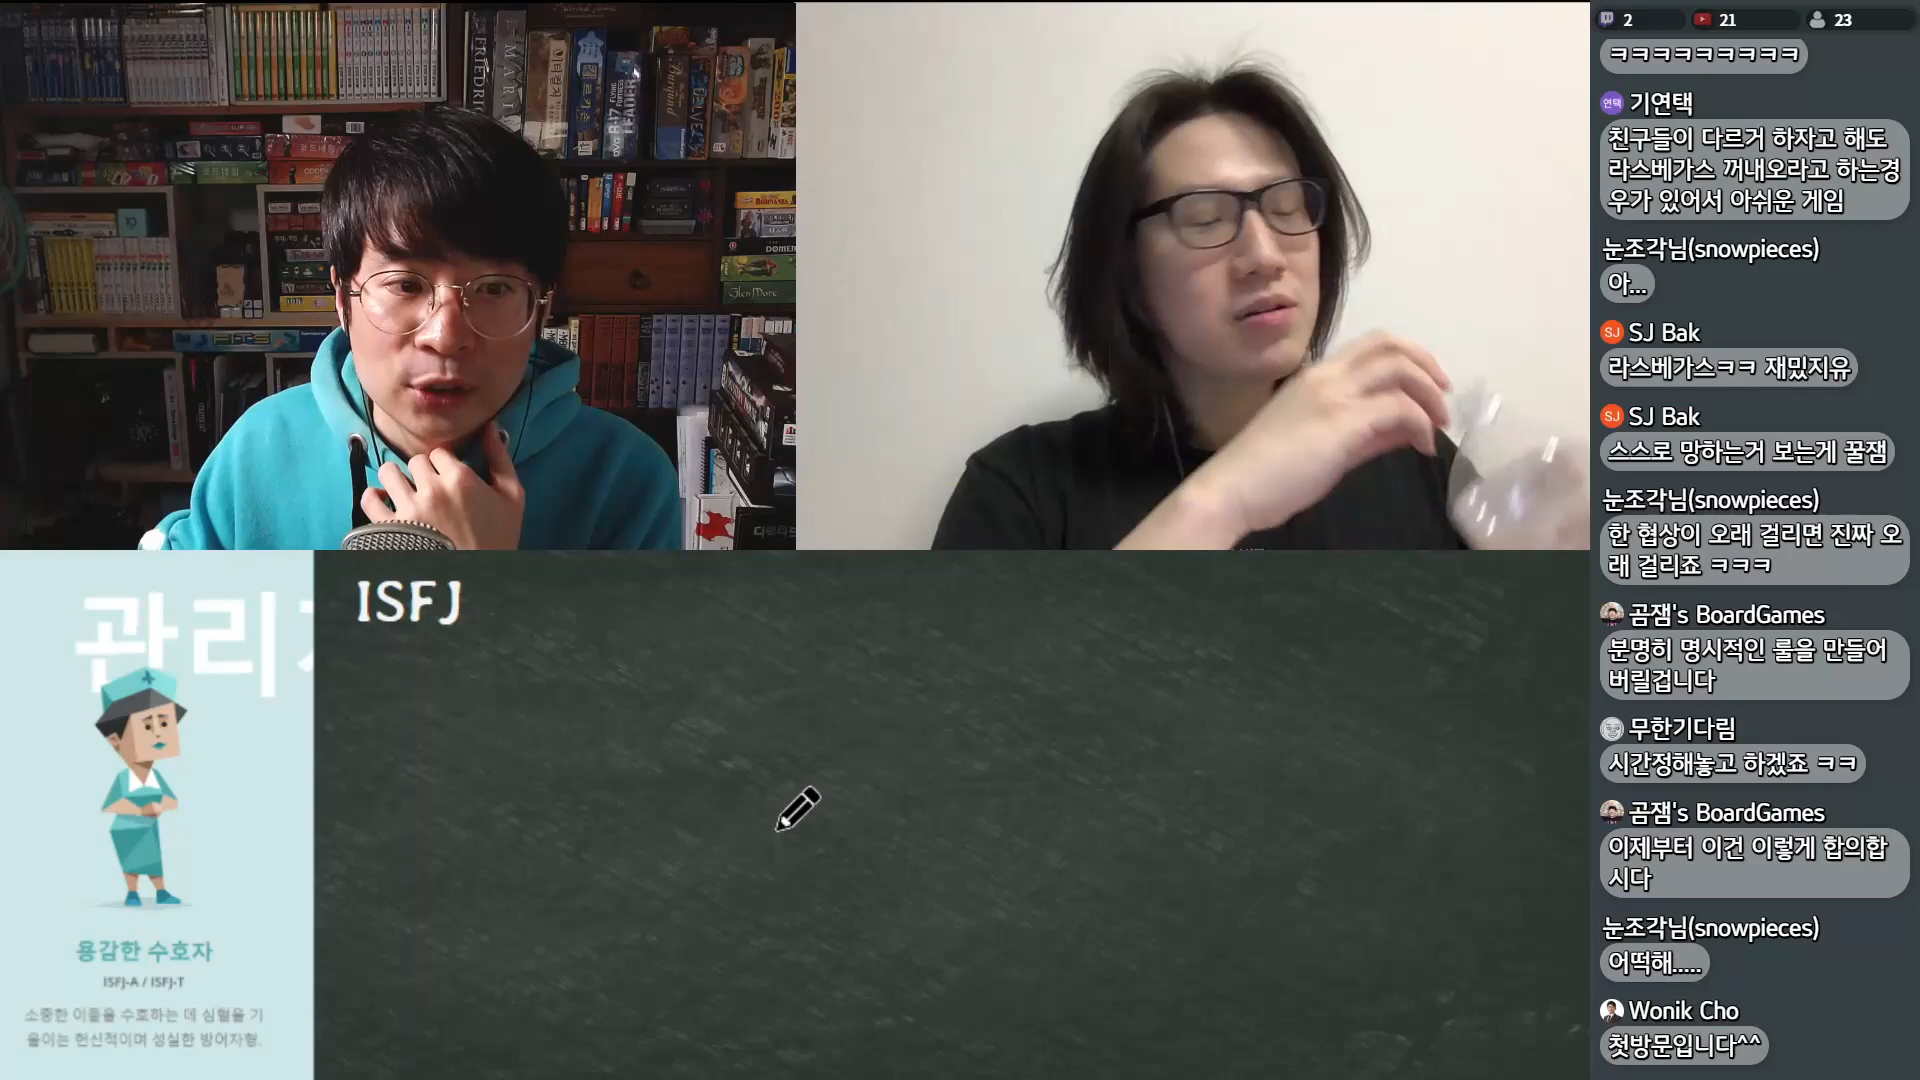 2
21
23
ㅋㅋㅋㅋㅋㅋㅋㅋㅋ
연택 기연택
친구들이 다르거 하자고 해도
라스베가스 꺼내오라고 하는경
우가 있어서 아쉬운 게임
눈조각님(snowpieces)
아...
SJ SJ Bak
라스베가스ㅋㅋ 재밌지유
SJ SJ Bak
스스로 망하는거 보는게 꿀잼
눈조각님(snowpieces)
한 협상이 오래 걸리면 진짜 오
래 걸리죠 ㅋㅋㅋ
곰잼's BoardGames
분명히 명시적인 룰을 만들어
버릴겁니다
무한기다림
시간정해놓고 하겠죠 ㅋㅋ
곰잼's BoardGames
이제부터 이건 이렇게 합의합
시다
눈조각님(snowpieces)
어떡해.....
Wonik Cho
첫방문입니다^^
FRIEDRIC
MARI
LEADER
Glen More
관리
용감한 수호자
ISFJ-A / ISFJ-T
소중한 이들을 수호하는 데 심혈을 기
울이는 헌신적이며 성실한 방어자형.
ISFJ